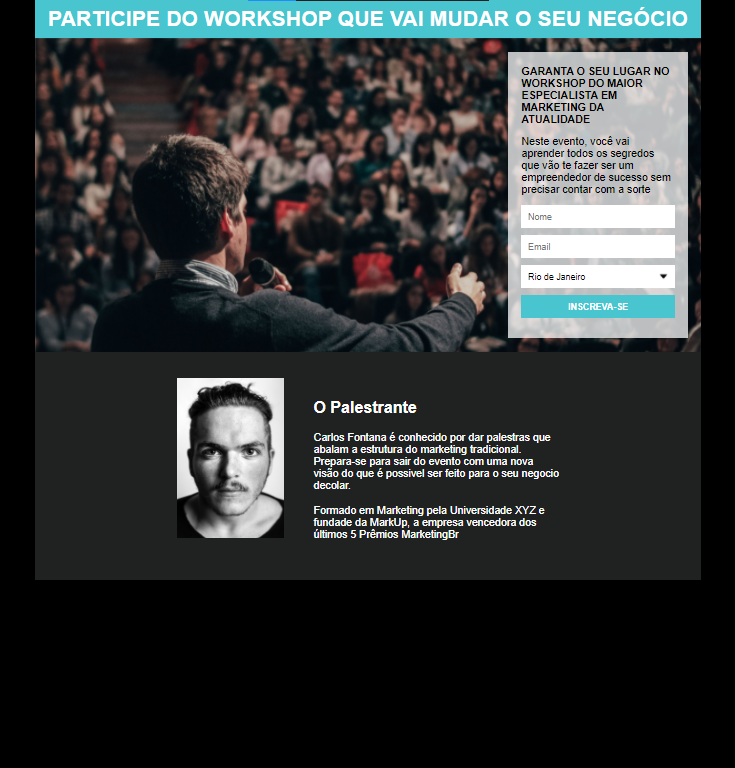 PARTICIPE DO WORKSHOP QUE VAI MUDAR O SEU NEGÓCIO
GARANTA O SEU LUGAR NO
WORKSHOP DO MAIOR
ESPECIALISTA EM
MARKETING DA
ATUALIDADE
Neste evento, você vai
aprender todos os segredos
que vão te fazer ser um
empreendedor de sucesso sem
precisar contar com a sorte
Nome
Email
Rio de Janeiro
INSCREVA-SE
O Palestrante
Carlos Fontana é conhecido por dar palestras que
abalam a estrutura do marketing tradicional.
Prepara-se para sair do evento com uma nova
visão do que é possivel ser feito para o seu negocio
decolar.
Formado em Marketing pela Universidade XYZ e
fundade da MarkUp, a empresa vencedora dos
últimos 5 Prêmios MarketingBr